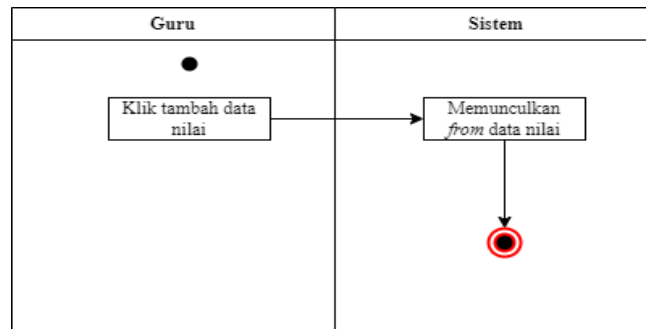 Guru
Sistem
Klik tambah data
nilai
Memunculkan
from data nilai